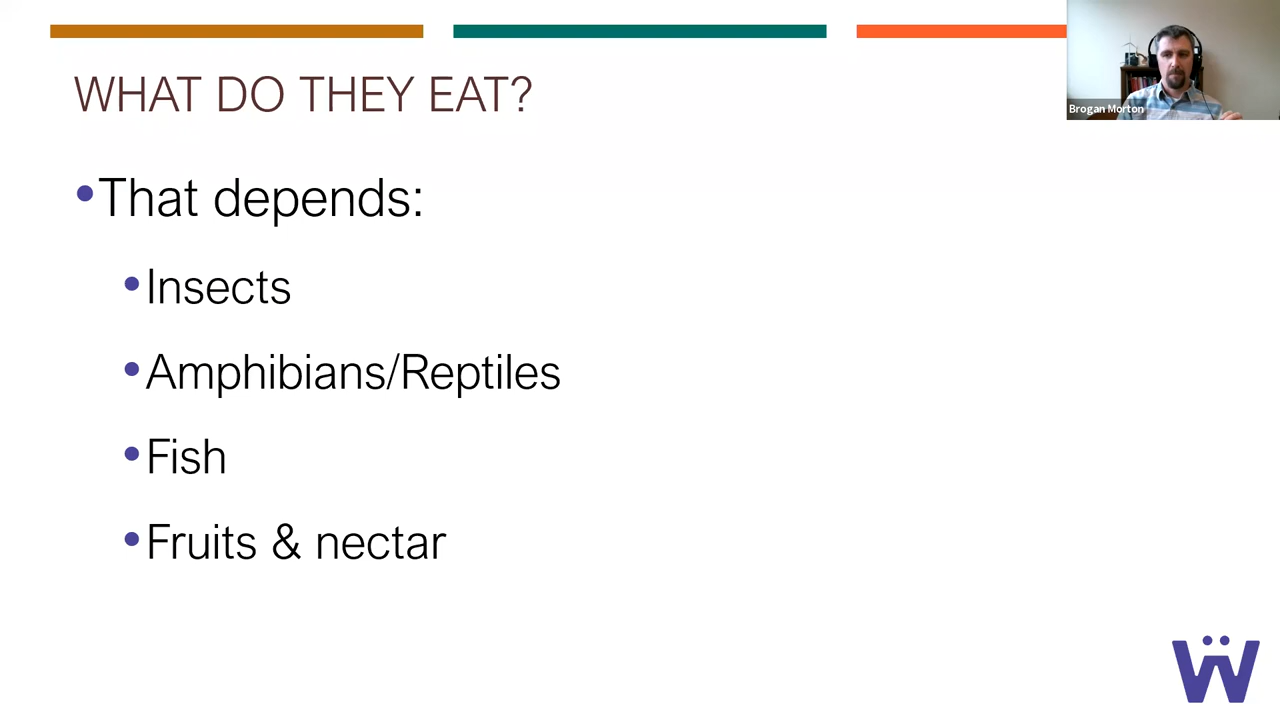 WHAT DO THEY EAT?
Brogan Morton
•That depends:
•Insects
•Amphibians/Reptiles
•Fish
•Fruits & nectar
Ẅ